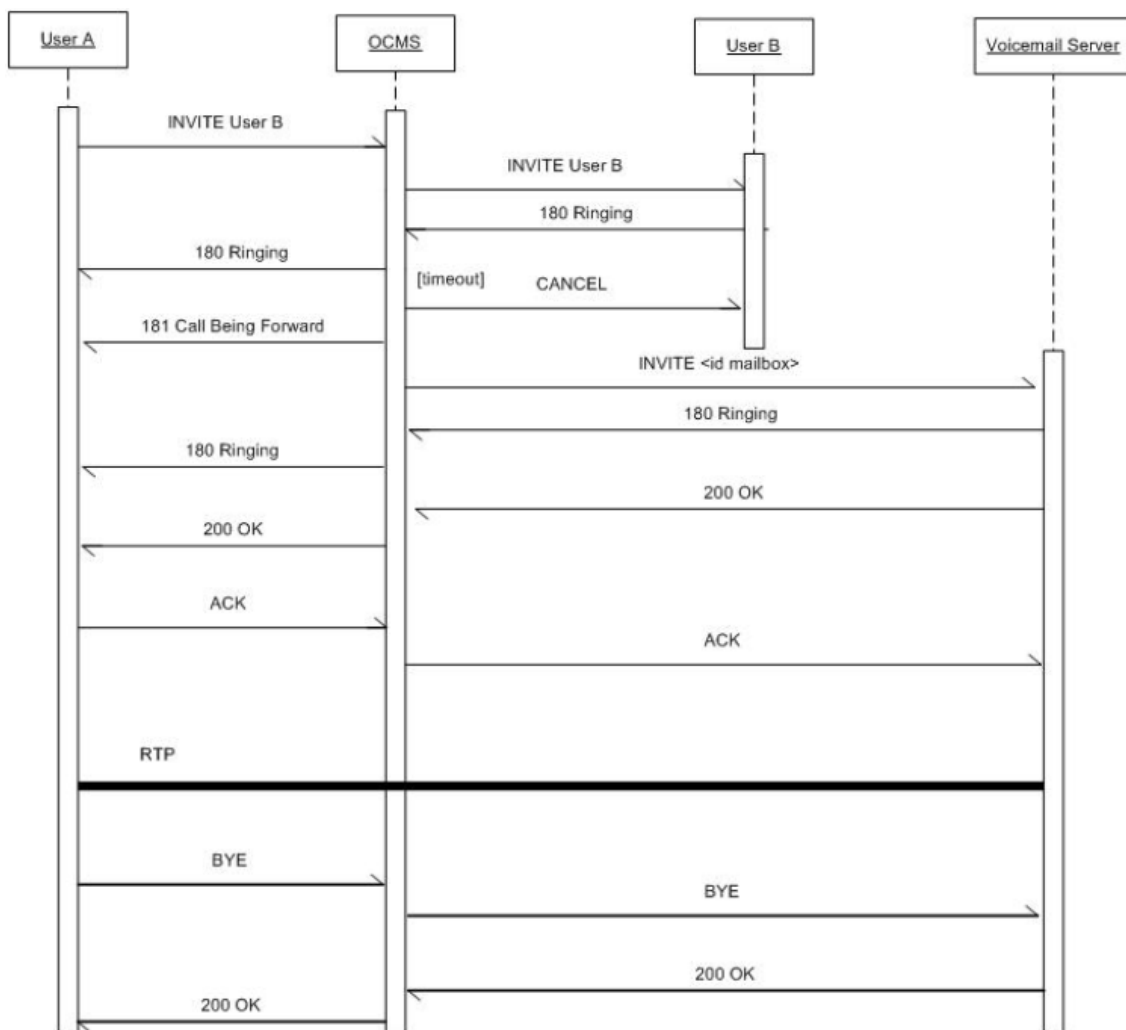 User A
OCMS
User B
Voicemail Server
INVITE User B
INVITE User B
180 Ringing
180 Ringing
[timeout]
CANCEL
181 Call Being Forward
INVITE <id mailbox>
180 Ringing
180 Ringing
200 OK
200 OK
ACK
ACK
RTP
BYE
BYE
200 OK
200 OK